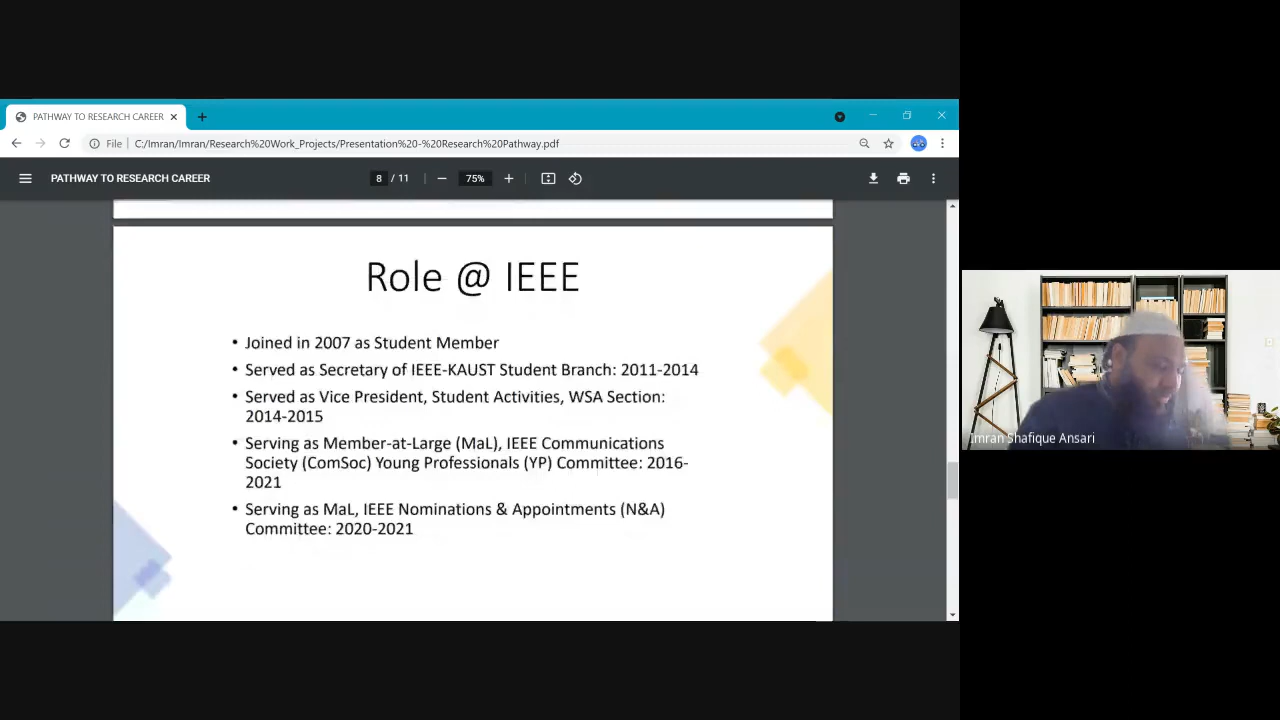 PATHWAY TO RESEARCH CAREER
File
C:/Imran/Imran/Research%20Work_Projects/Presentation%20-%20Research%20Pathway.pdf
PATHWAY TO RESEARCH CAREER
8 / 11
75%
Role @ IEEE
• Joined in 2007 as Student Member
• Served as Secretary of IEEE-KAUST Student Branch: 2011-2014
• Served as Vice President, Student Activities, WSA Section:
2014-2015
• Serving as Member-at-Large (MaL), IEEE Communications
Society (ComSoc) Young Professionals (YP) Committee: 2016-
2021
• Serving as MaL, IEEE Nominations & Appointments (N&A)
Committee: 2020-2021
Imran Shafique Ansari